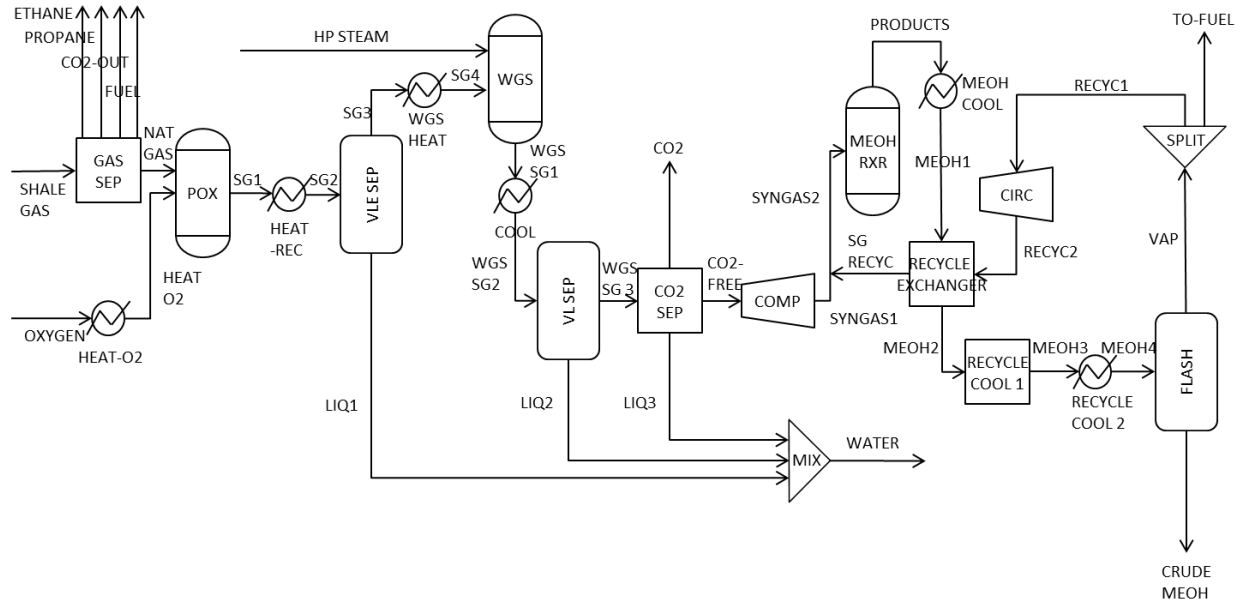 ETHANE
PROPANE
CO2-OUT
FUEL
NAT
GAS
GAS
SEP
SHALE
GAS
POX
HEAT
O2
OXYGEN
HEAT-O2
SG1
HEAT
-REC
SG2
VLE SEP
SG3
WGS
HEAT
SG4
HP STEAM
WGS
WGS
SG1
COOL
WGS
SG2
VL SEP
WGS
SG 3
CO2
CO2
SEP
CO2-
FREE
COMP
SYNGAS1
SYNGAS2
SG
RECYC
MEOH
RXR
PRODUCTS
MEOH
COOL
MEOH1
RECYCLE
EXCHANGER
MEOH2
RECYCLE
COOL 1
MEOH3
RECYCLE
COOL 2
MEOH4
FLASH
VAP
SPLIT
TO-FUEL
RECYC1
CIRC
RECYC2
CRUDE
MEOH
LIQ1
LIQ2
LIQ3
MIX
WATER